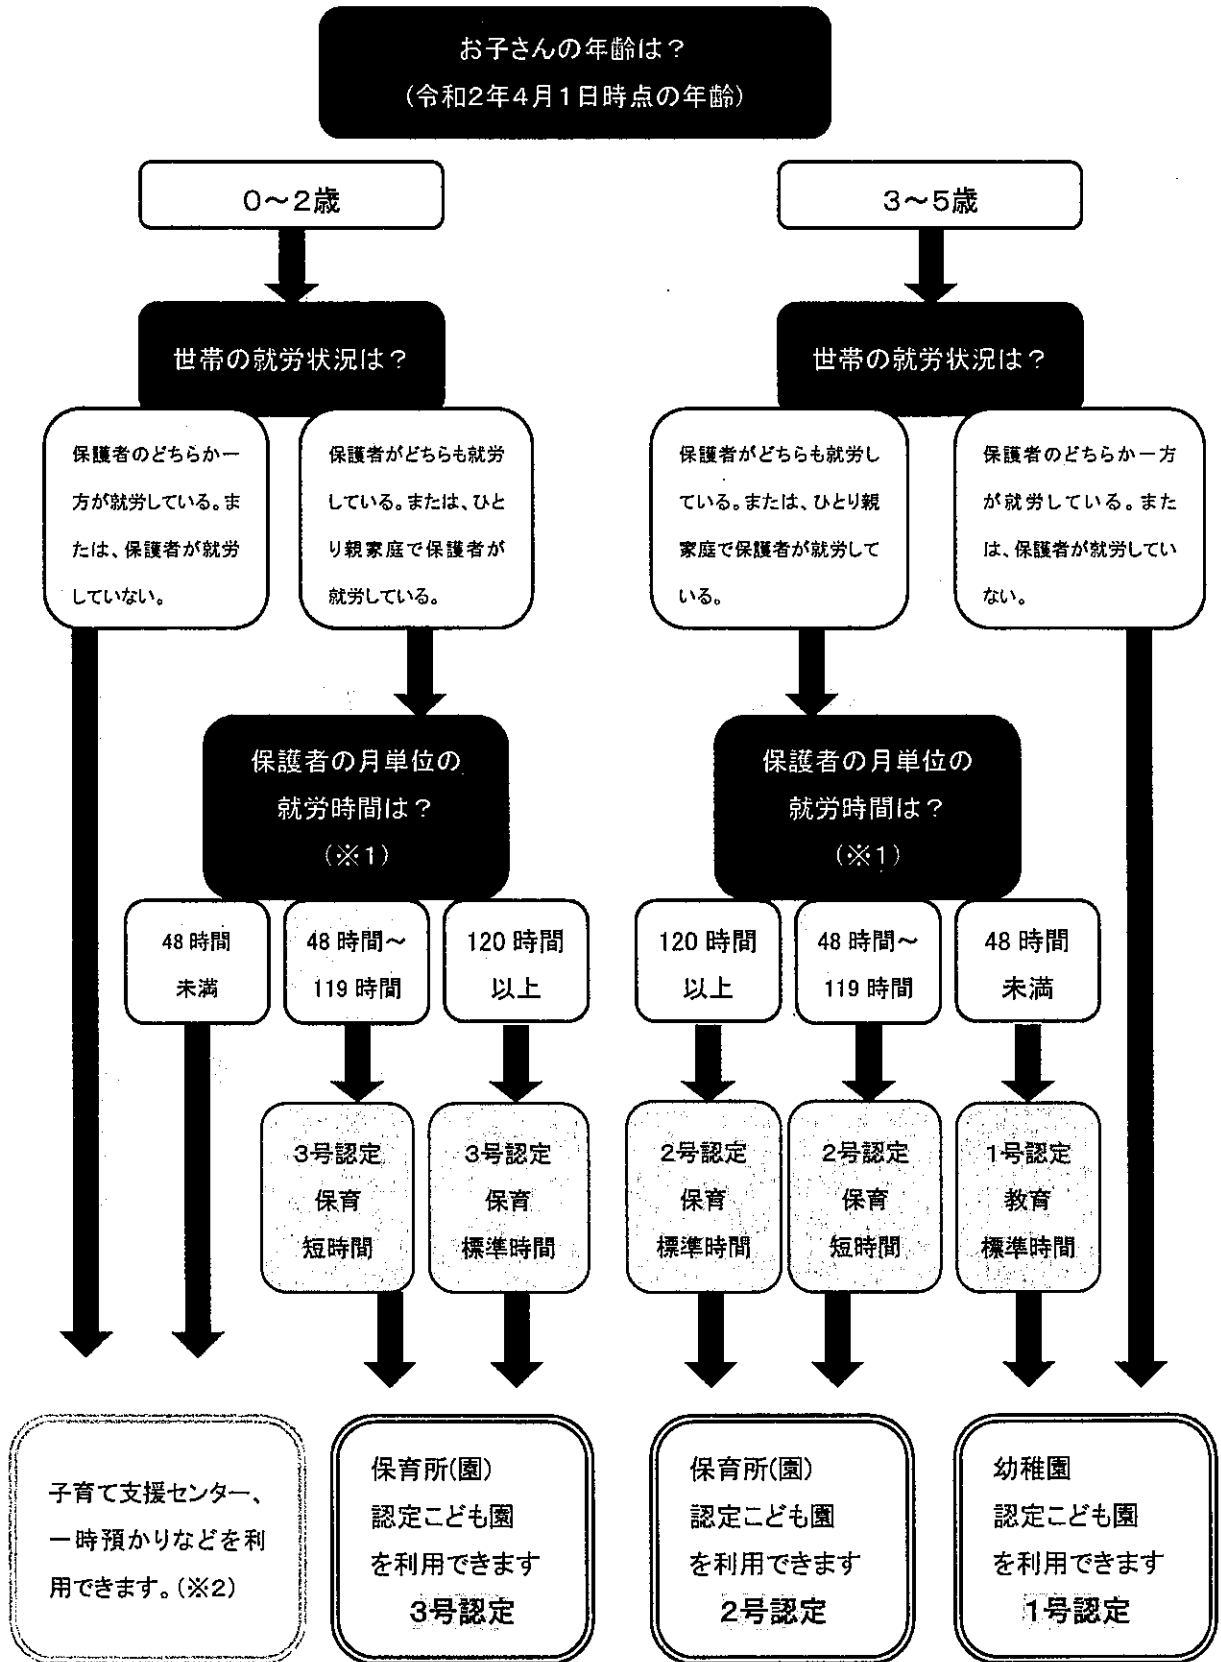 お子さんの年齢は？
(令和2年4月1日時点の年齢)
0～2歳
3～5歳
世帯の就労状況は？
世帯の就労状況は？
保護者のどちらか一
方が就労している。ま
たは、保護者が就労
していない。
保護者がどちらも就労
している。または、ひと
り親家庭で保護者が
就労している。
保護者がどちらも就労し
ている。または、ひとり親
家庭で保護者が就労して
いる。
保護者のどちらか一方
が就労している。また
は、保護者が就労してい
ない。
保護者の月単位の
就労時間は？
(※1)
保護者の月単位の
就労時間は？
(※1)
48時間
未満
48時間～
119時間
120時間
以上
120時間
以上
48時間～
119時間
48時間
未満
3号認定
保育
短時間
3号認定
保育
標準時間
2号認定
保育
標準時間
2号認定
保育
短時間
1号認定
教育
標準時間
子育て支援センター、
一時預かりなどを利
用できます。(※2)
保育所(園)
認定こども園
を利用できます
3号認定
保育所(園)
認定こども園
を利用できます
2号認定
幼稚園
認定こども園
を利用できます
1号認定